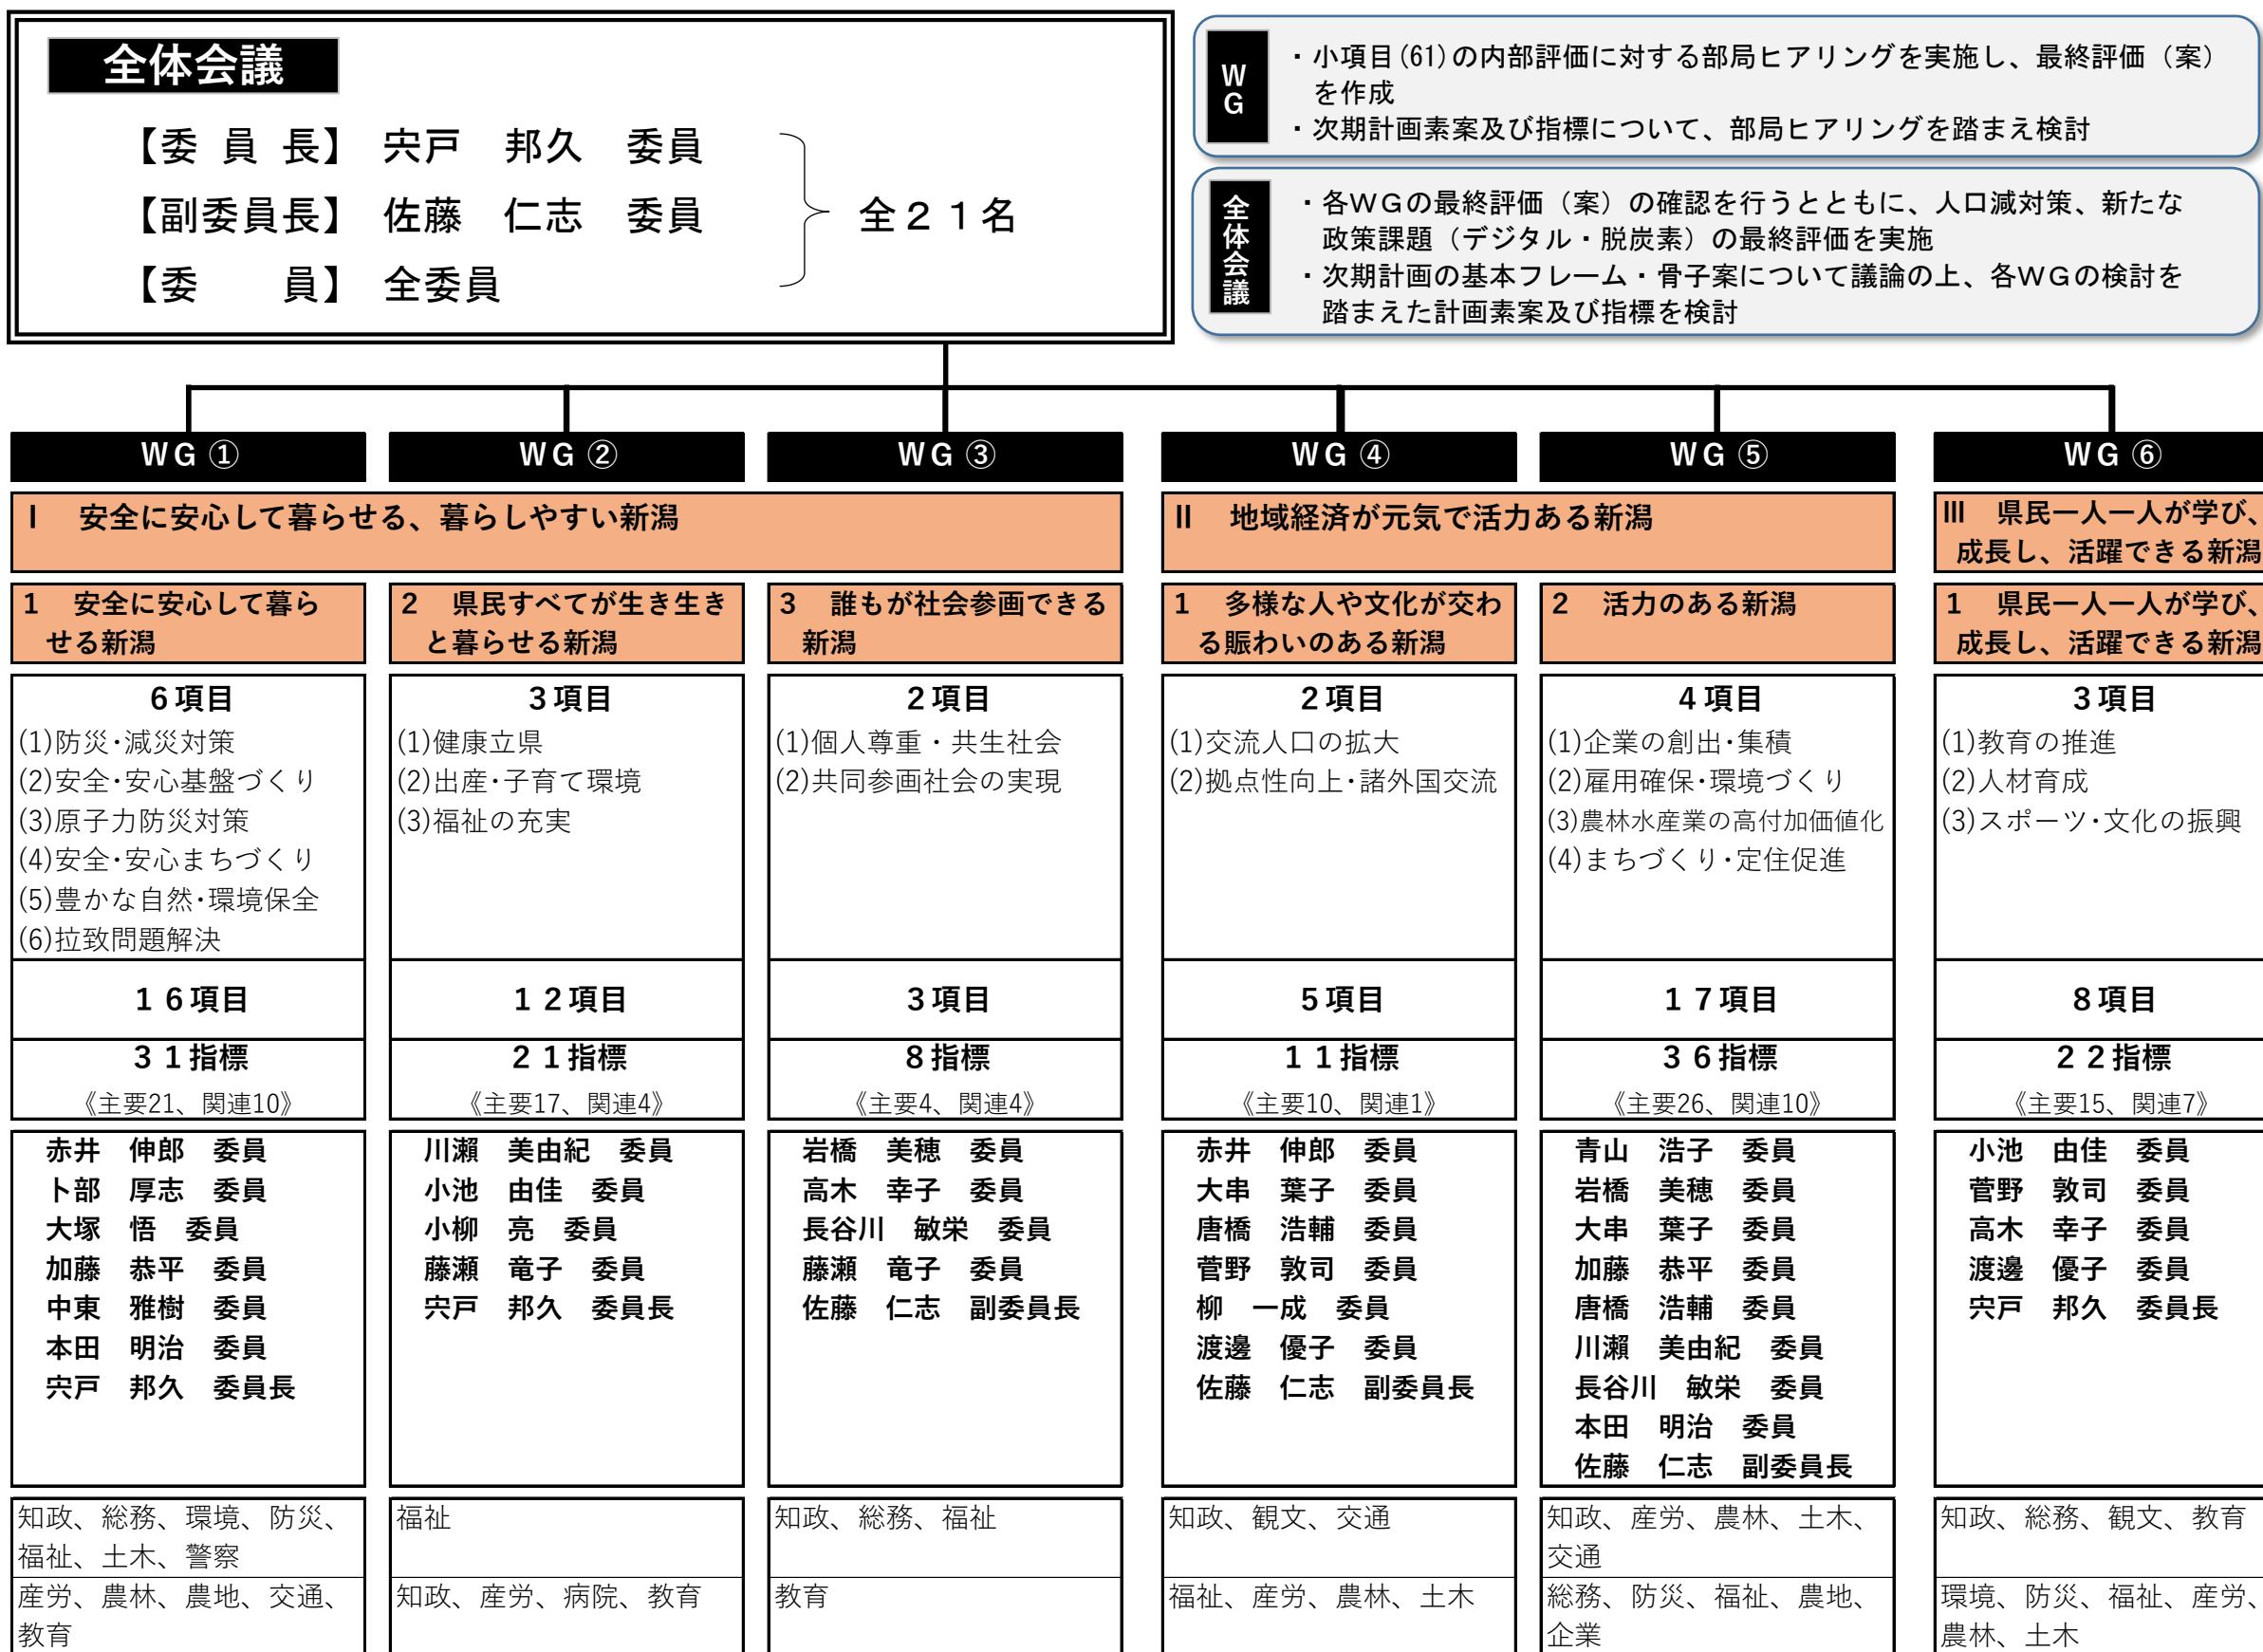 全体会議
【委 員 長】 宍戸 邦久 委員
【副委員長】 佐藤 仁志 委員
【委 員】 全委員
全２１名
WG
・小項目(61)の内部評価に対する部局ヒアリングを実施し、最終評価（案）
を作成
・次期計画素案及び指標について、部局ヒアリングを踏まえ検討
全体会議
・各ＷＧの最終評価（案）の確認を行うとともに、人口減対策、新たな
政策課題（デジタル・脱炭素）の最終評価を実施
・次期計画の基本フレーム・骨子案について議論の上、各ＷＧの検討を
踏まえた計画素案及び指標を検討
WG ①
WG ②
WG ③
WG ④
WG ⑤
WG ⑥
Ⅰ 安全に安心して暮らせる、暮らしやすい新潟
Ⅱ 地域経済が元気で活力ある新潟
Ⅲ 県民一人一人が学び、
成長し、活躍できる新潟
1 安全に安心して暮ら
せる新潟
2 県民すべてが生き生き
と暮らせる新潟
3 誰もが社会参画できる
新潟
1 多様な人や文化が交わ
る賑わいのある新潟
2 活力のある新潟
1 県民一人一人が学び、
成長し、活躍できる新潟
6項目
(1)防災･減災対策
(2)安全･安心基盤づくり
(3)原子力防災対策
(4)安全･安心まちづくり
(5)豊かな自然･環境保全
(6)拉致問題解決
3項目
(1)健康立県
(2)出産･子育て環境
(3)福祉の充実
2項目
(1)個人尊重・共生社会
(2)共同参画社会の実現
2項目
(1)交流人口の拡大
(2)拠点性向上･諸外国交流
4項目
(1)企業の創出･集積
(2)雇用確保･環境づくり
(3)農林水産業の高付加価値化
(4)まちづくり･定住促進
3項目
(1)教育の推進
(2)人材育成
(3)スポーツ･文化の振興
１６項目
１２項目
3項目
5項目
１７項目
8項目
３１指標
《主要21、関連10》
２１指標
《主要17、関連4》
8指標
《主要4、関連4》
１１指標
《主要10、関連1》
３６指標
《主要26、関連10》
２２指標
《主要15、関連7》
赤井 伸郎 委員
卜部 厚志 委員
大塚 悟 委員
加藤 恭平 委員
中東 雅樹 委員
本田 明治 委員
宍戸 邦久 委員長
川瀬 美由紀 委員
小池 由佳 委員
小柳 亮 委員
藤瀬 竜子 委員
宍戸 邦久 委員長
岩橋 美穂 委員
高木 幸子 委員
長谷川 敏栄 委員
藤瀬 竜子 委員
佐藤 仁志 副委員長
赤井 伸郎 委員
大串 葉子 委員
唐橋 浩輔 委員
菅野 敦司 委員
柳 一成 委員
渡邊 優子 委員
佐藤 仁志 副委員長
青山 浩子 委員
岩橋 美穂 委員
大串 葉子 委員
加藤 恭平 委員
唐橋 浩輔 委員
川瀬 美由紀 委員
長谷川 敏栄 委員
本田 明治 委員
佐藤 仁志 副委員長
小池 由佳 委員
菅野 敦司 委員
高木 幸子 委員
渡邊 優子 委員
宍戸 邦久 委員長
知政、総務、環境、防災、
福祉、土木、警察
福祉
知政、総務、福祉
知政、観文、交通
知政、産労、農林、土木、
交通
知政、総務、観文、教育
産労、農林、農地、交通、
教育
知政、産労、病院、教育
教育
福祉、産労、農林、土木
総務、防災、福祉、農地、
企業
環境、防災、福祉、産労、
農林、土木